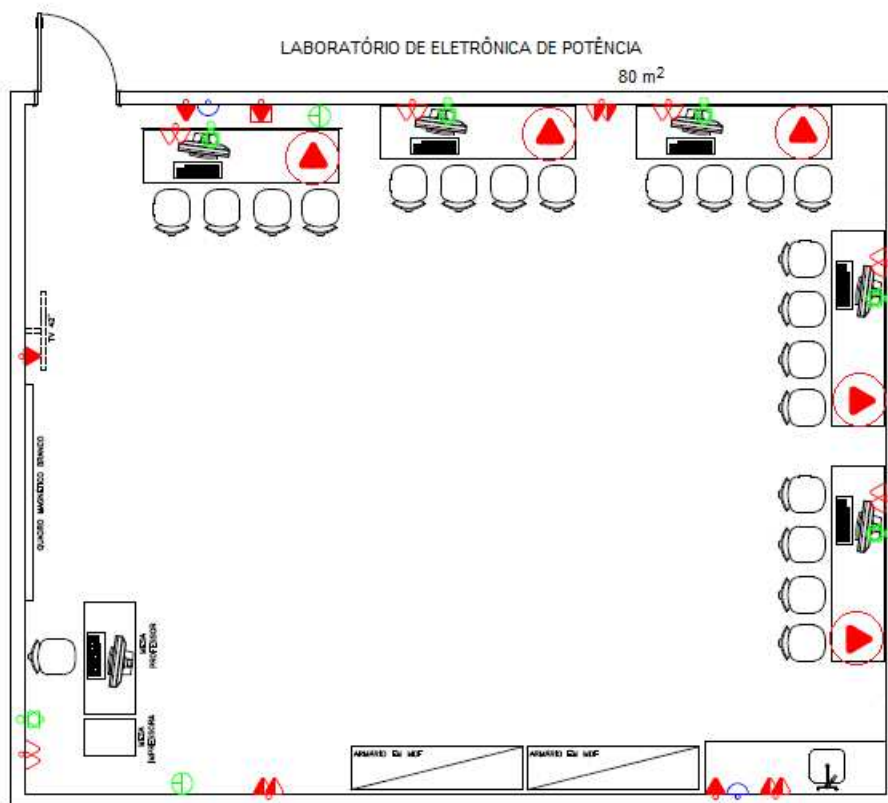 LABORATÓRIO DE ELETRÔNICA DE POTÊNCIA
80 m²
TV 42"
QUADRO MAGNÉTICO BRANCO
MESA
PROFESSOR
MESA
IMPRESSORA
ARMÁRIO EM MDF
ARMÁRIO EM MDF